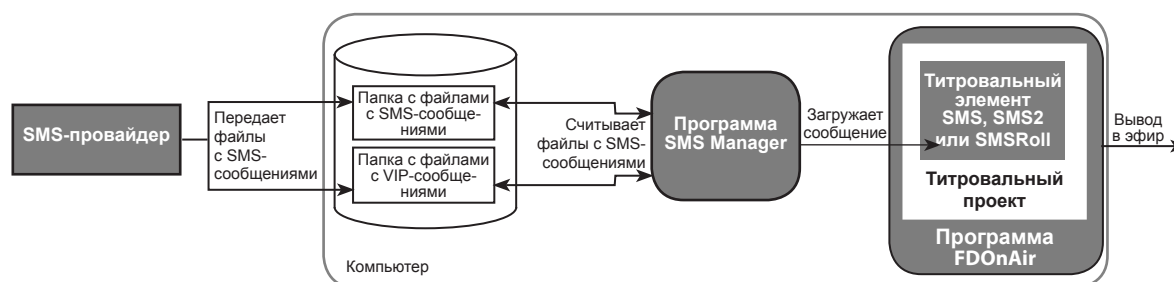 SMS-провайдер
Передает
файлы
с SMS-
сообщениями
Папка с файлами
с SMS-сообще-
ниями
Папка с файлами
с VIP-сообще-
ниями
Компьютер
Считывает
файлы с SMS-
сообщениями
Программа
SMS Manager
Загружает
сообщение
Титровальный
элемент
SMS, SMS2
или SMSRoll
Титровальный
проект
Программа
FDOnAir
Вывод
в эфир